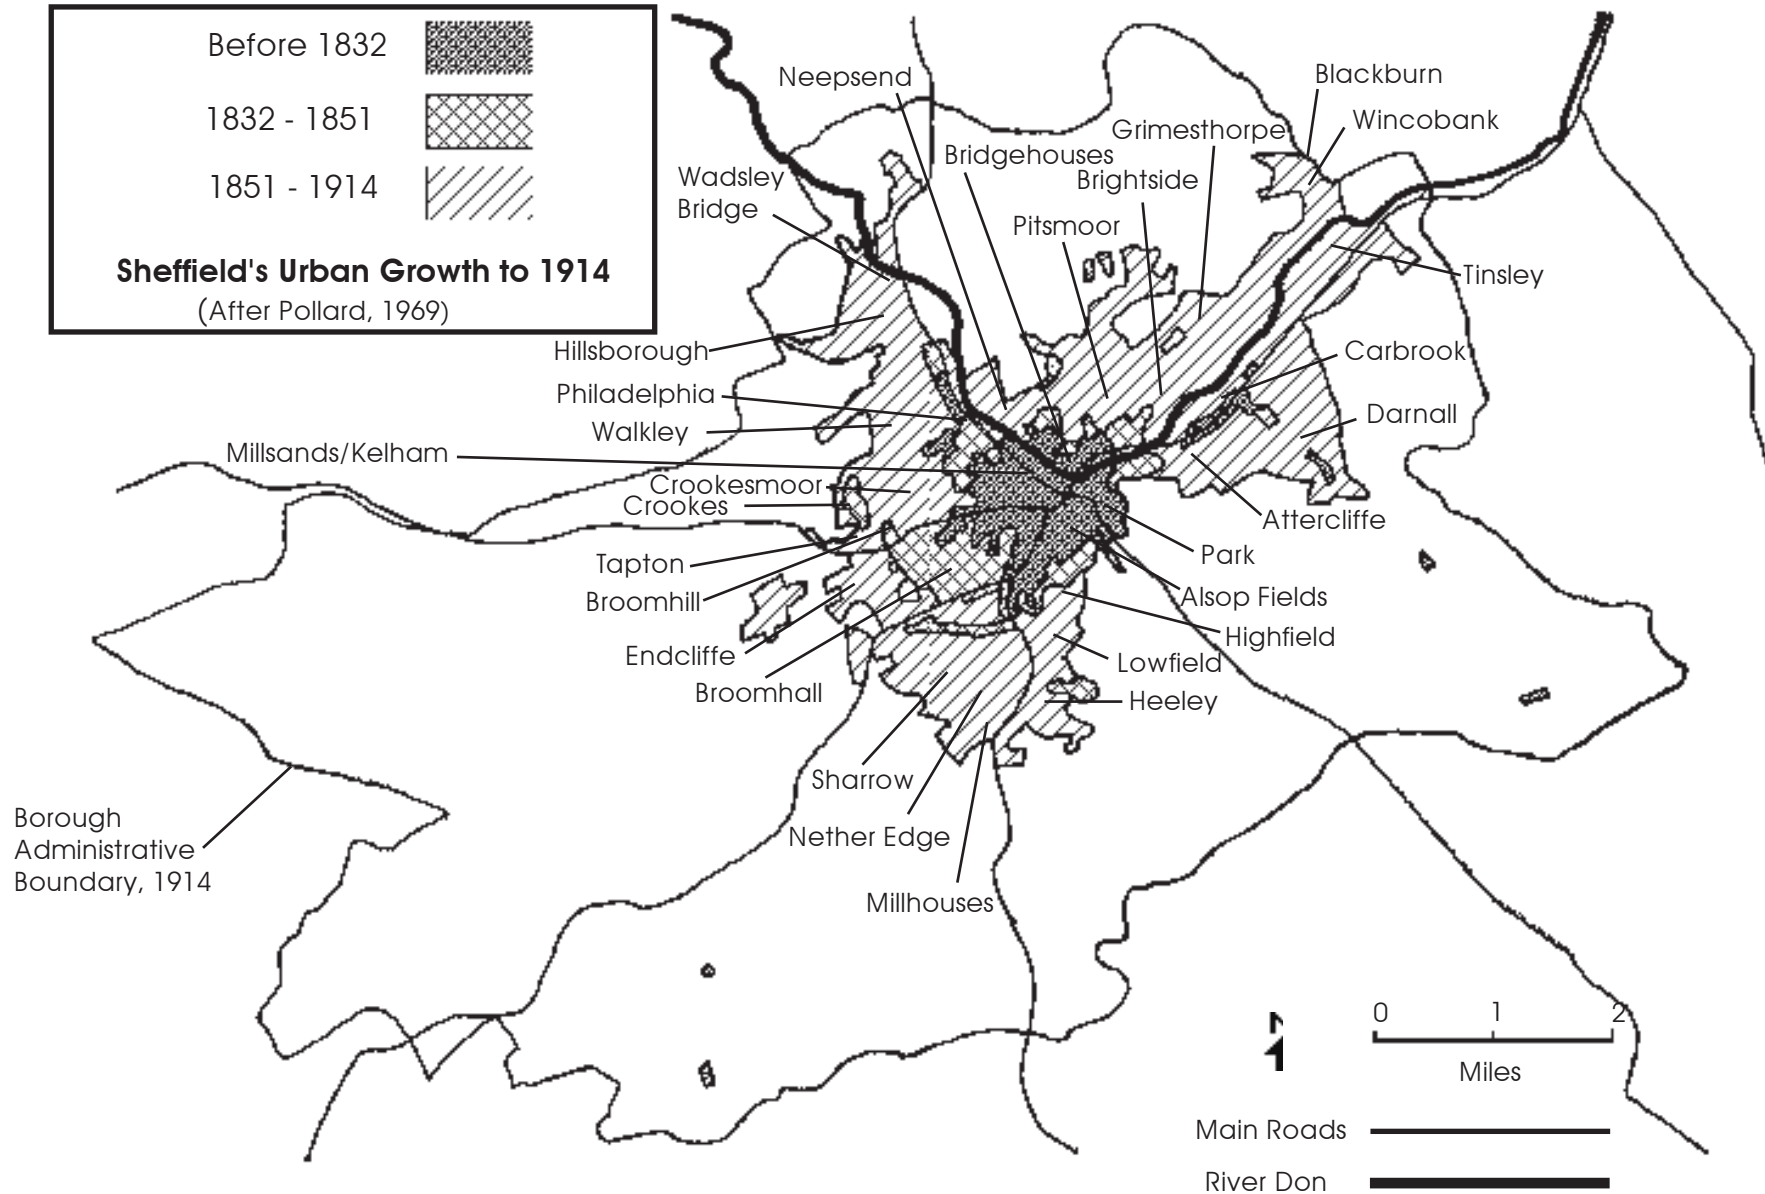 Before 1832
1832 - 1851
1851 - 1914
Sheffield's Urban Growth to 1914
(After Pollard, 1969)
Neepsend
Blackburn
Wincobank
Grimesthorpe
Bridgehouses
Brightside
Wadsley
Bridge
Pitsmoor
Tinsley
Hillsborough
Carbrook
Philadelphia
Darnall
Walkley
Millsands/Kelham
Crookesmoor
Crookes
Attercliffe
Tapton
Park
Broomhill
Alsop Fields
Highfield
Endcliffe
Lowfield
Broomhall
Heeley
Sharrow
Nether Edge
Millhouses
Borough
Administrative
Boundary, 1914
N
0 1 2
Miles
Main Roads
River Don